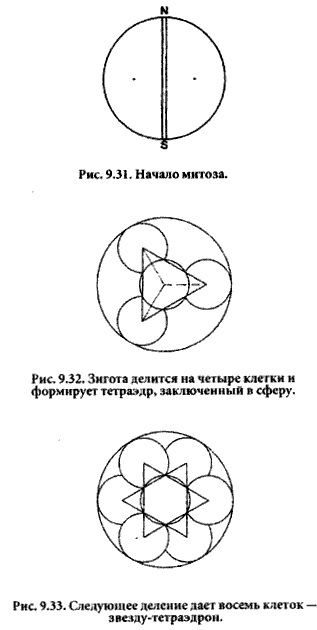 N
S
Рис. 9.31. Начало митоза.
Рис. 9.32. Зигота делится на четыре клетки и
формирует тетраэдр, заключенный в сферу.
Рис. 9.33. Следующее деление дает восемь клеток —
звезду-тетраэдрон.